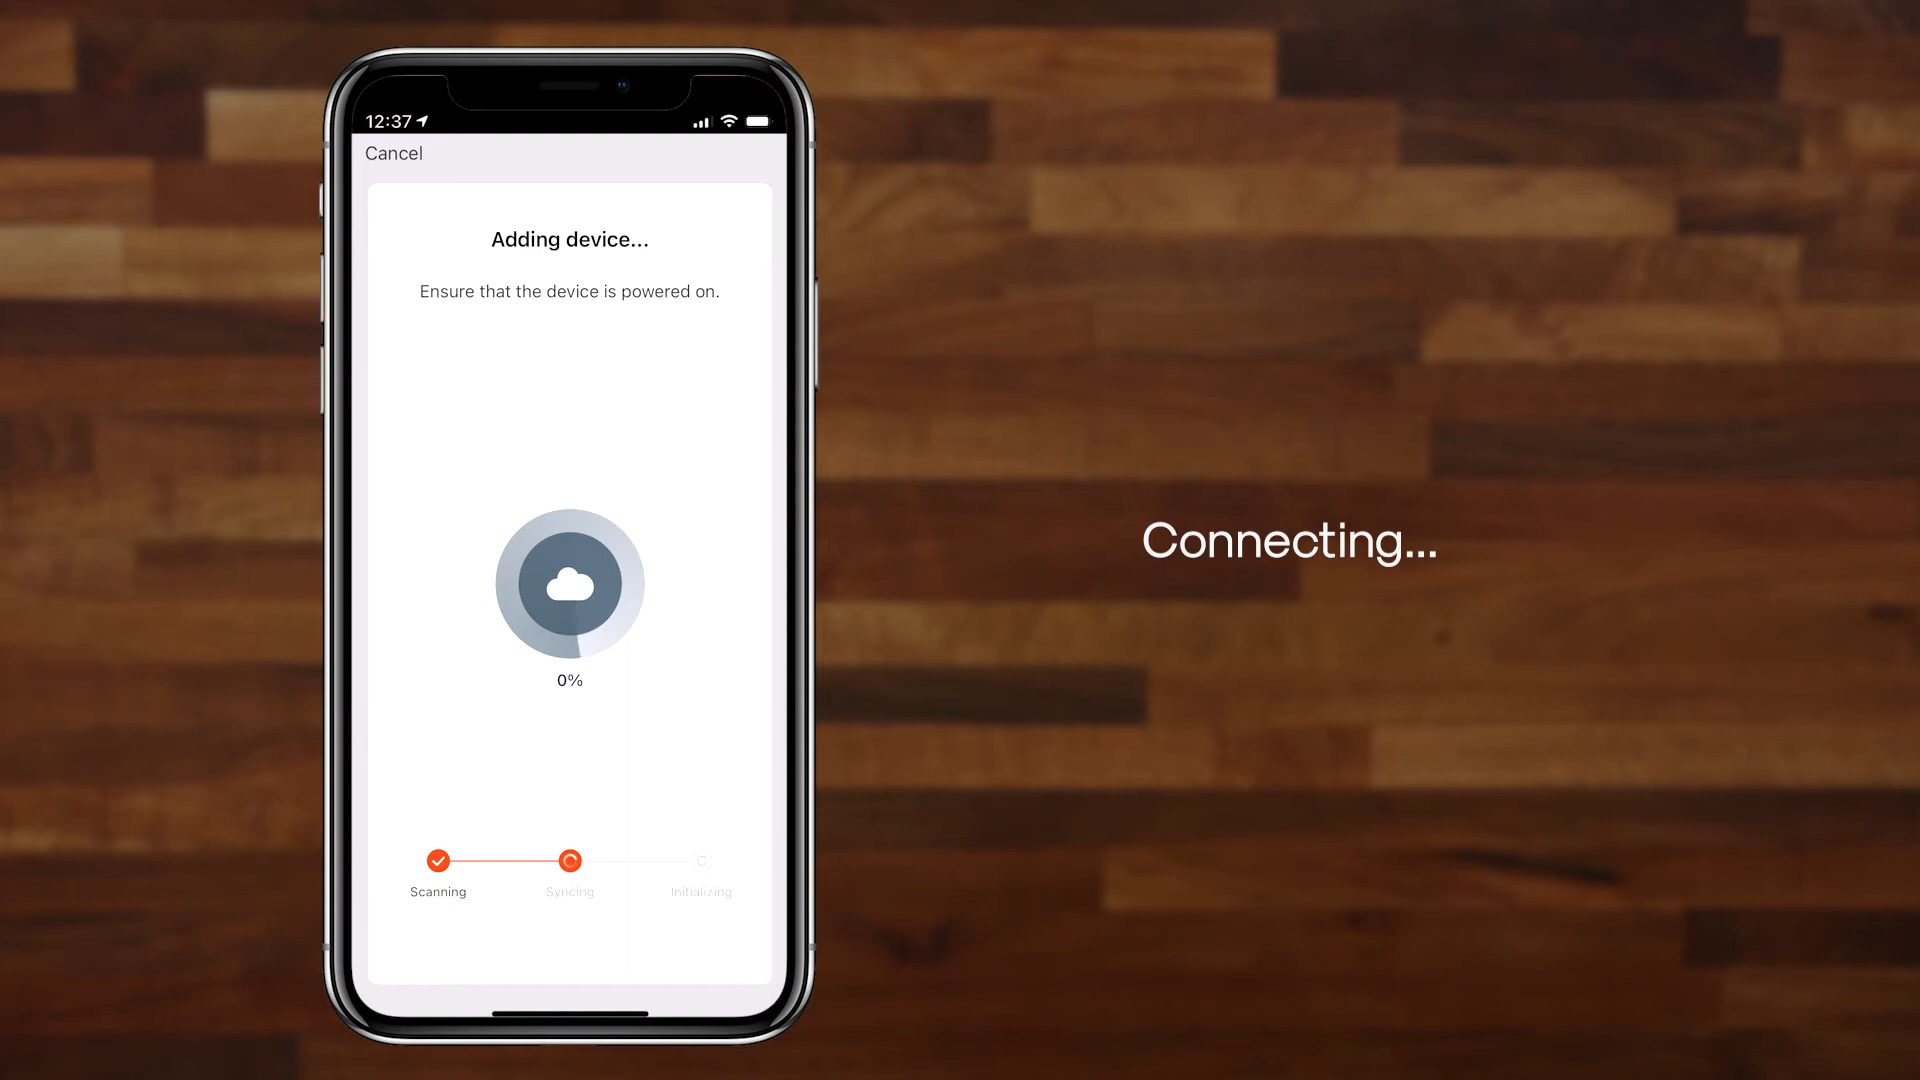 12:37
Cancel
Adding device...
Ensure that the device is powered on.
0%
Scanning
Syncing
Initializing
Connecting...